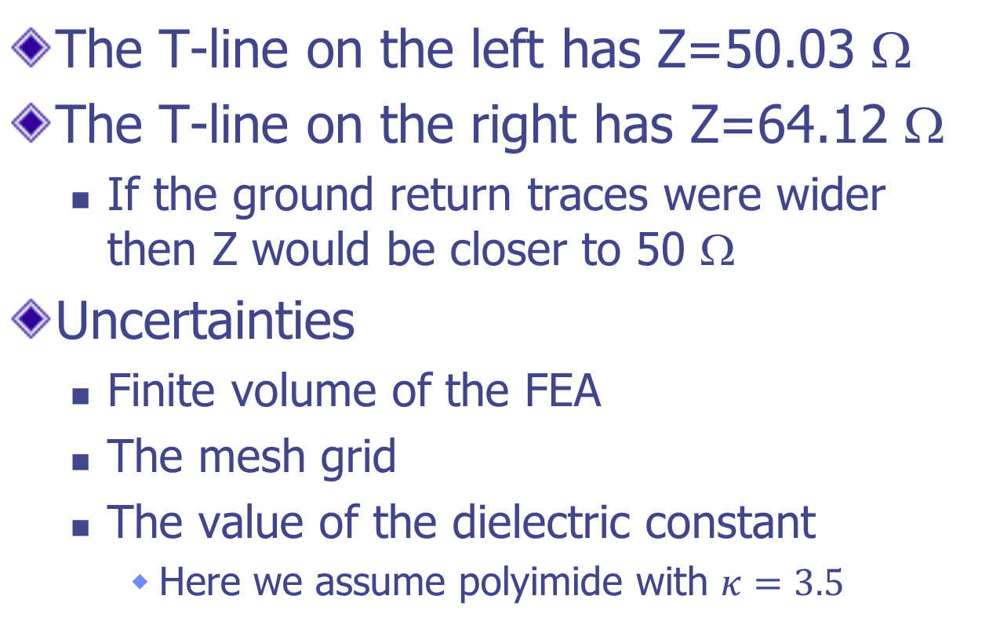 The T-line on the left has Z=50.03 Ω
The T-line on the right has Z=64.12 Ω
If the ground return traces were wider
then Z would be closer to 50 Ω
Uncertainties
Finite volume of the FEA
The mesh grid
The value of the dielectric constant
Here we assume polyimide with κ = 3.5